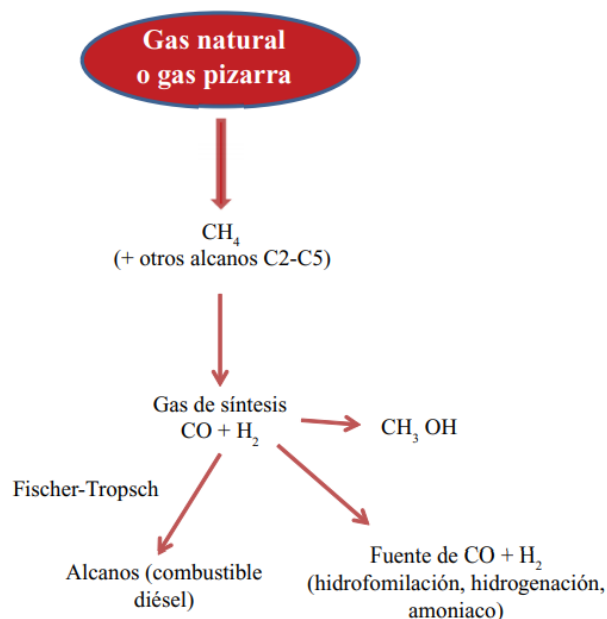 Gas natural
o gas pizarra
CH₄
(+ otros alcanos C2-C5)
Gas de síntesis
CO + H₂
CH₃ OH
Fischer-Tropsch
Alcanos (combustible
diésel)
Fuente de CO + H₂
(hidrofomilación, hidrogenación,
amoniaco)